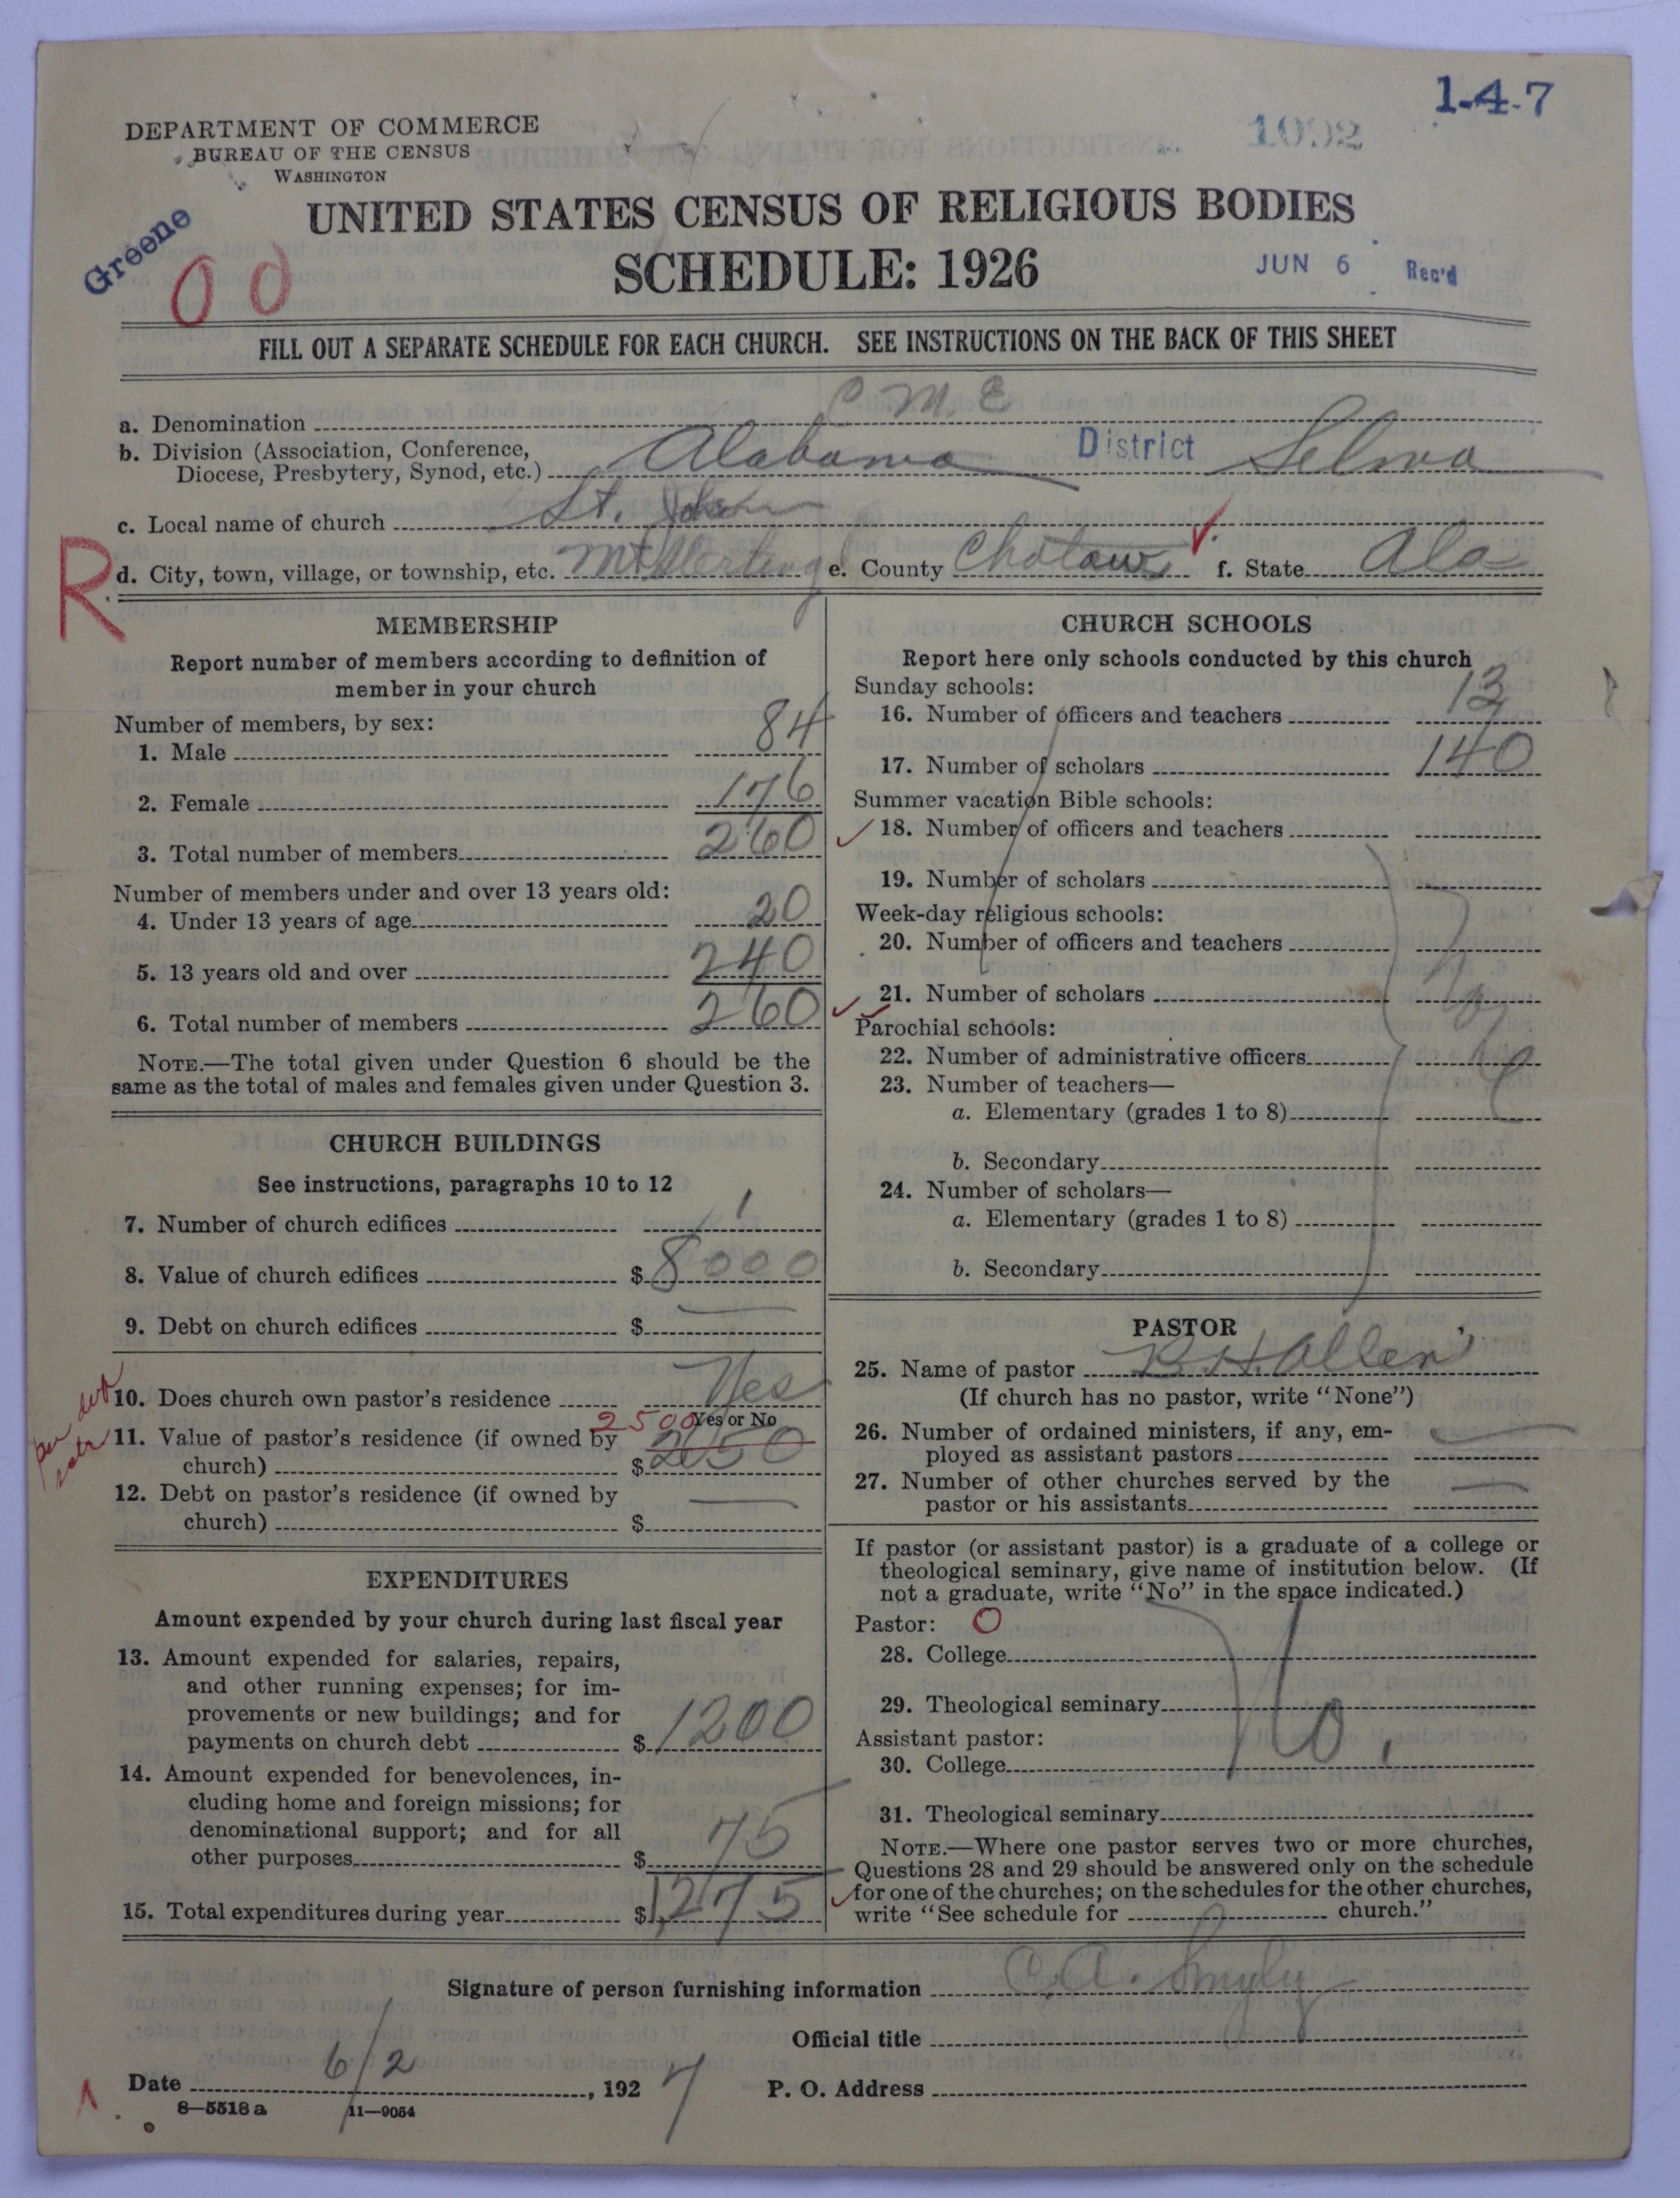 1-4-7
1092
DEPARTMENT OF COMMERCE
BUREAU OF THE CENSUS
WASHINGTON
Greene
00
UNITED STATES CENSUS OF RELIGIOUS BODIES
SCHEDULE: 1926
JUN 6 Rec'd
FILL OUT A SEPARATE SCHEDULE FOR EACH CHURCH. SEE INSTRUCTIONS ON THE BACK OF THIS SHEET
a. Denomination C M. E
b. Division (Association, Conference,
Diocese, Presbytery, Synod, etc.) Alabama District Selma
c. Local name of church St. John
R
d. City, town, village, or township, etc. Mt Sterling e. County Chotaw f. State Ala
MEMBERSHIP
Report number of members according to definition of
member in your church
Number of members, by sex:
1. Male 84
2. Female 176
3. Total number of members 260
Number of members under and over 13 years old:
4. Under 13 years of age 20
5. 13 years old and over 240
6. Total number of members 260
NOTE.—The total given under Question 6 should be the
same as the total of males and females given under Question 3.
CHURCH BUILDINGS
See instructions, paragraphs 10 to 12
7. Number of church edifices 1
8. Value of church edifices $ 8000
9. Debt on church edifices $ —
10. Does church own pastor's residence Yes
Yes or No
2500
11. Value of pastor's residence (if owned by
church) $ 2650
12. Debt on pastor's residence (if owned by
church) $ —
EXPENDITURES
Amount expended by your church during last fiscal year
13. Amount expended for salaries, repairs,
and other running expenses; for im-
provements or new buildings; and for
payments on church debt $ 1200
14. Amount expended for benevolences, in-
cluding home and foreign missions; for
denominational support; and for all
other purposes $ 75
15. Total expenditures during year $ 1,275
CHURCH SCHOOLS
Report here only schools conducted by this church
Sunday schools:
16. Number of officers and teachers 13
17. Number of scholars 140
Summer vacation Bible schools:
18. Number of officers and teachers
19. Number of scholars
Week-day religious schools:
20. Number of officers and teachers
21. Number of scholars
Parochial schools:
22. Number of administrative officers
23. Number of teachers—
a. Elementary (grades 1 to 8)
b. Secondary
24. Number of scholars—
a. Elementary (grades 1 to 8)
b. Secondary
PASTOR
25. Name of pastor R H. Allen
(If church has no pastor, write "None")
26. Number of ordained ministers, if any, em-
ployed as assistant pastors —
27. Number of other churches served by the
pastor or his assistants —
If pastor (or assistant pastor) is a graduate of a college or
theological seminary, give name of institution below. (If
not a graduate, write "No" in the space indicated.)
Pastor: 0
28. College
29. Theological seminary No.
Assistant pastor:
30. College
31. Theological seminary
NOTE.—Where one pastor serves two or more churches,
Questions 28 and 29 should be answered only on the schedule
for one of the churches; on the schedules for the other churches,
write "See schedule for church."
Signature of person furnishing information C. A.
Official title
Date 6/2, 1927 P. O. Address
8—5518 a 11—9054